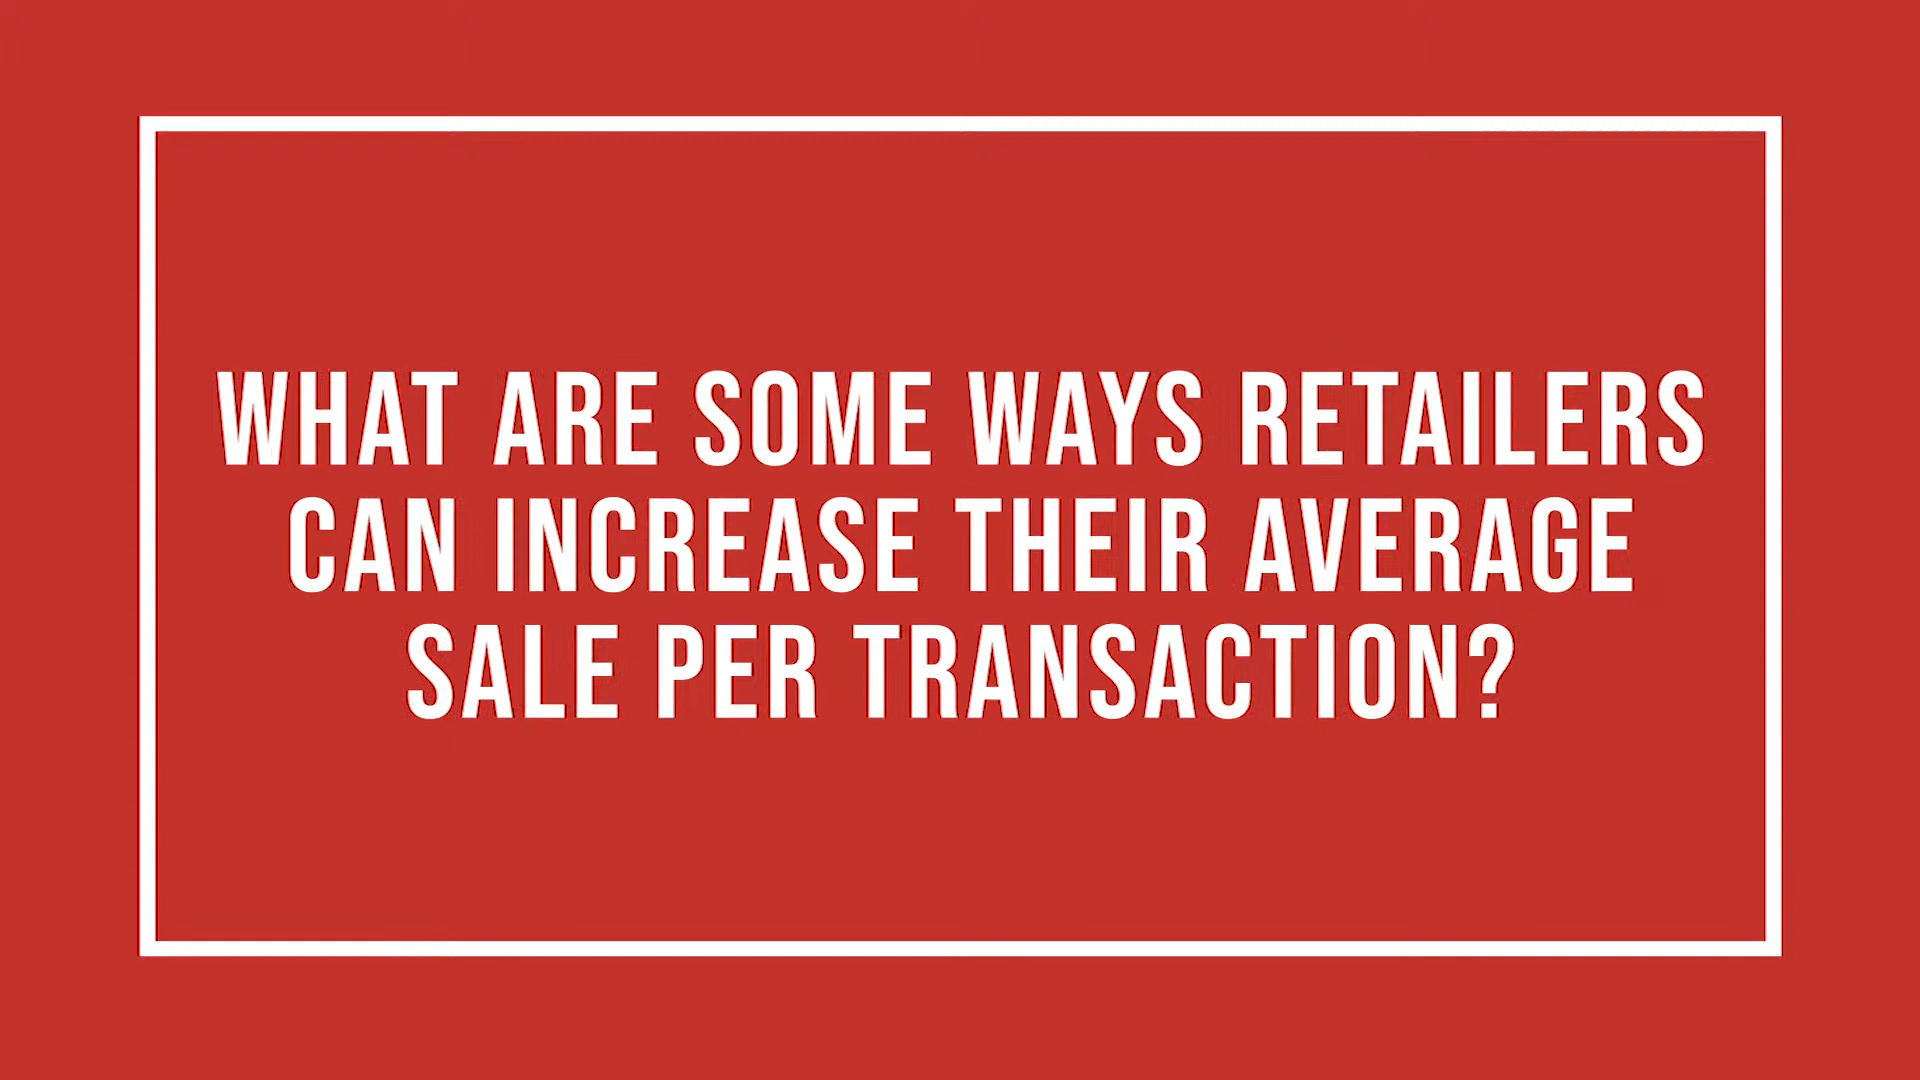 WHAT ARE SOME WAYS RETAILERS
CAN INCREASE THEIR AVERAGE
SALE PER TRANSACTION?